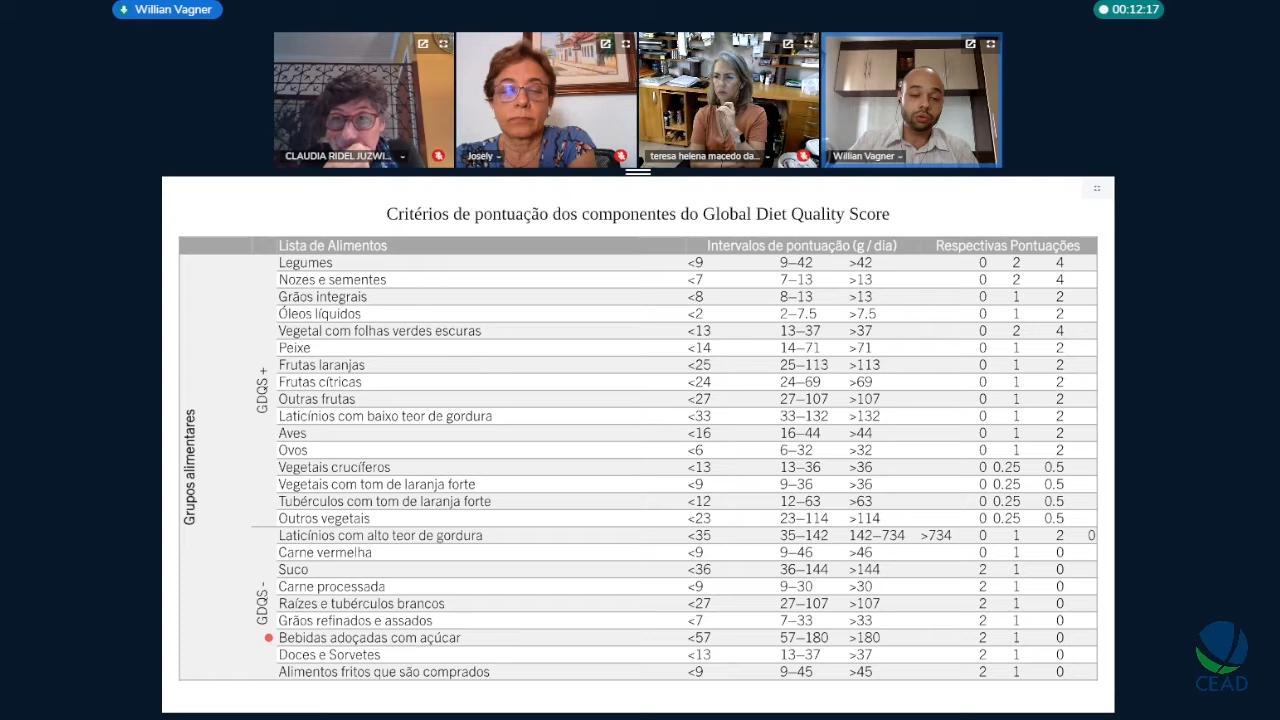 Willian Vagner
00:12:17
CLAUDIA RIDEL JUZWI...
Josely
teresa helena macedo da...
Willian Vagner
Critérios de pontuação dos componentes do Global Diet Quality Score
Lista de Alimentos Intervalos de pontuação (g / dia) Respectivas Pontuações
Grupos alimentares
GDQS +
Legumes <9 9–42 >42 0 2 4
Nozes e sementes <7 7–13 >13 0 2 4
Grãos integrais <8 8–13 >13 0 1 2
Óleos líquidos <2 2–7.5 >7.5 0 1 2
Vegetal com folhas verdes escuras <13 13–37 >37 0 2 4
Peixe <14 14–71 >71 0 1 2
Frutas laranjas <25 25–113 >113 0 1 2
Frutas cítricas <24 24–69 >69 0 1 2
Outras frutas <27 27–107 >107 0 1 2
Laticínios com baixo teor de gordura <33 33–132 >132 0 1 2
Aves <16 16–44 >44 0 1 2
Ovos <6 6–32 >32 0 1 2
Vegetais crucíferos <13 13–36 >36 0 0.25 0.5
Vegetais com tom de laranja forte <9 9–36 >36 0 0.25 0.5
Tubérculos com tom de laranja forte <12 12–63 >63 0 0.25 0.5
Outros vegetais <23 23–114 >114 0 0.25 0.5
GDQS -
Laticínios com alto teor de gordura <35 35–142 142–734 >734 0 1 2 0
Carne vermelha <9 9–46 >46 0 1 0
Suco <36 36–144 >144 2 1 0
Carne processada <9 9–30 >30 2 1 0
Raízes e tubérculos brancos <27 27–107 >107 2 1 0
Grãos refinados e assados <7 7–33 >33 2 1 0
Bebidas adoçadas com açúcar <57 57–180 >180 2 1 0
Doces e Sorvetes <13 13–37 >37 2 1 0
Alimentos fritos que são comprados <9 9–45 >45 2 1 0
CEAD